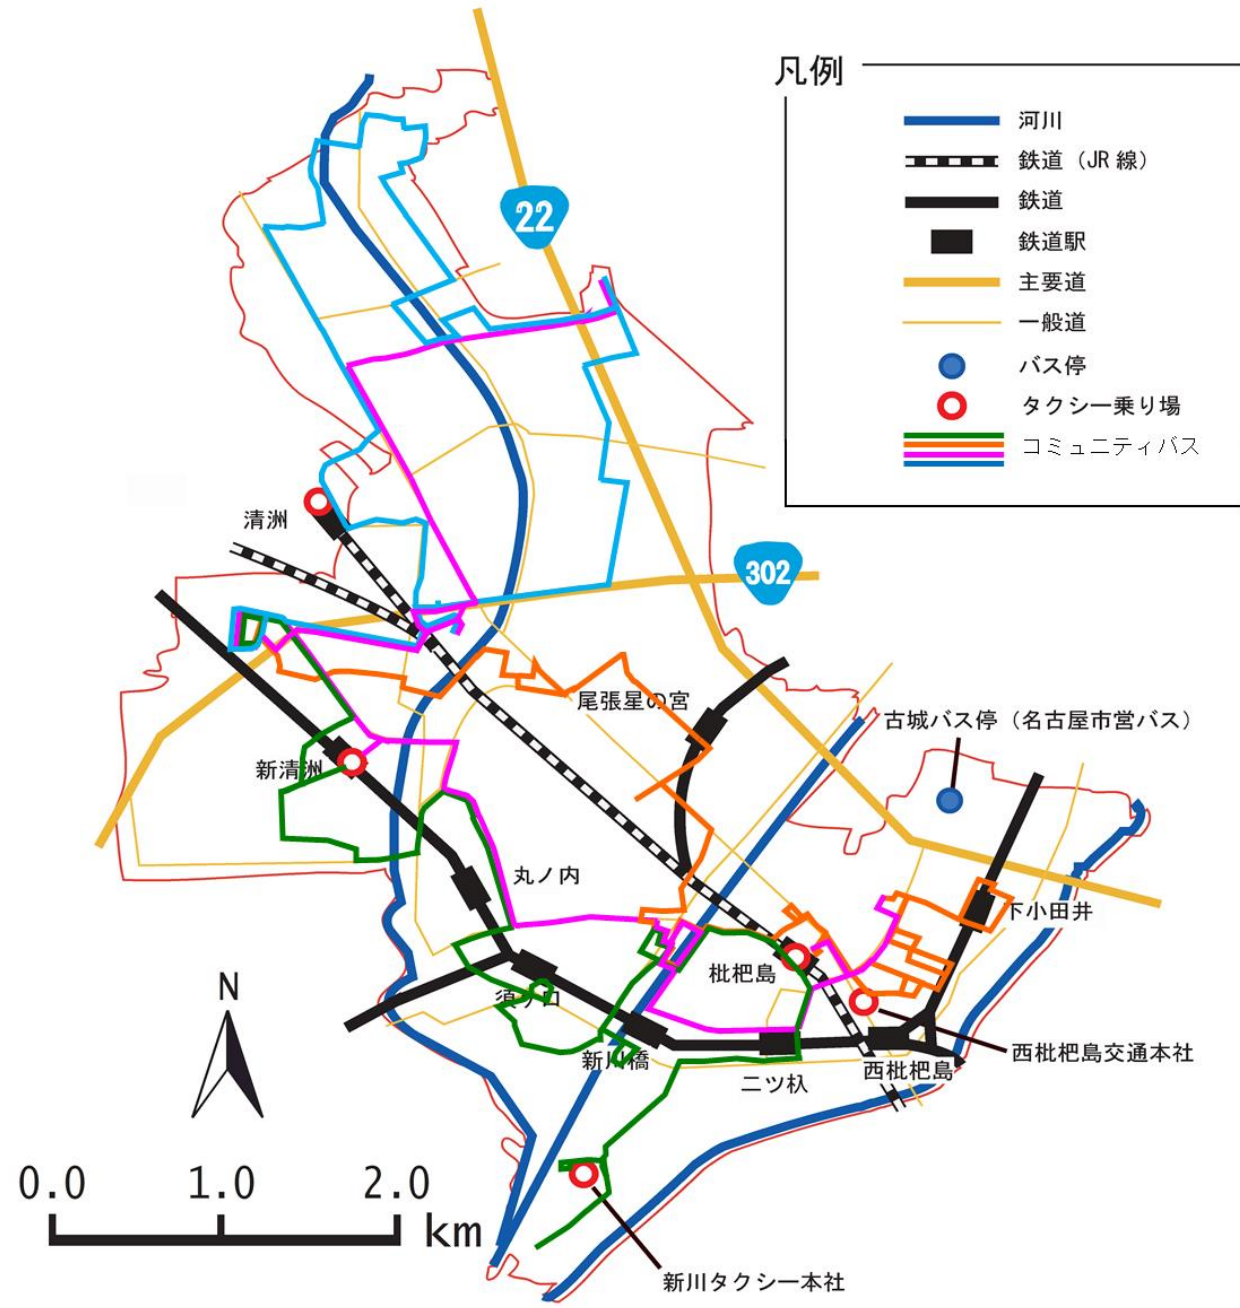 凡例
河川
鉄道（JR 線）
鉄道
鉄道駅
主要道
一般道
バス停
タクシー乗り場
コミュニティバス
22
清洲
302
尾張星の宮
古城バス停（名古屋市営バス）
新清洲
丸ノ内
下小田井
枇杷島
須ヶ口
新川橋
二ツ杁
西枇杷島
西枇杷島交通本社
新川タクシー本社
N
0.0 1.0 2.0
km